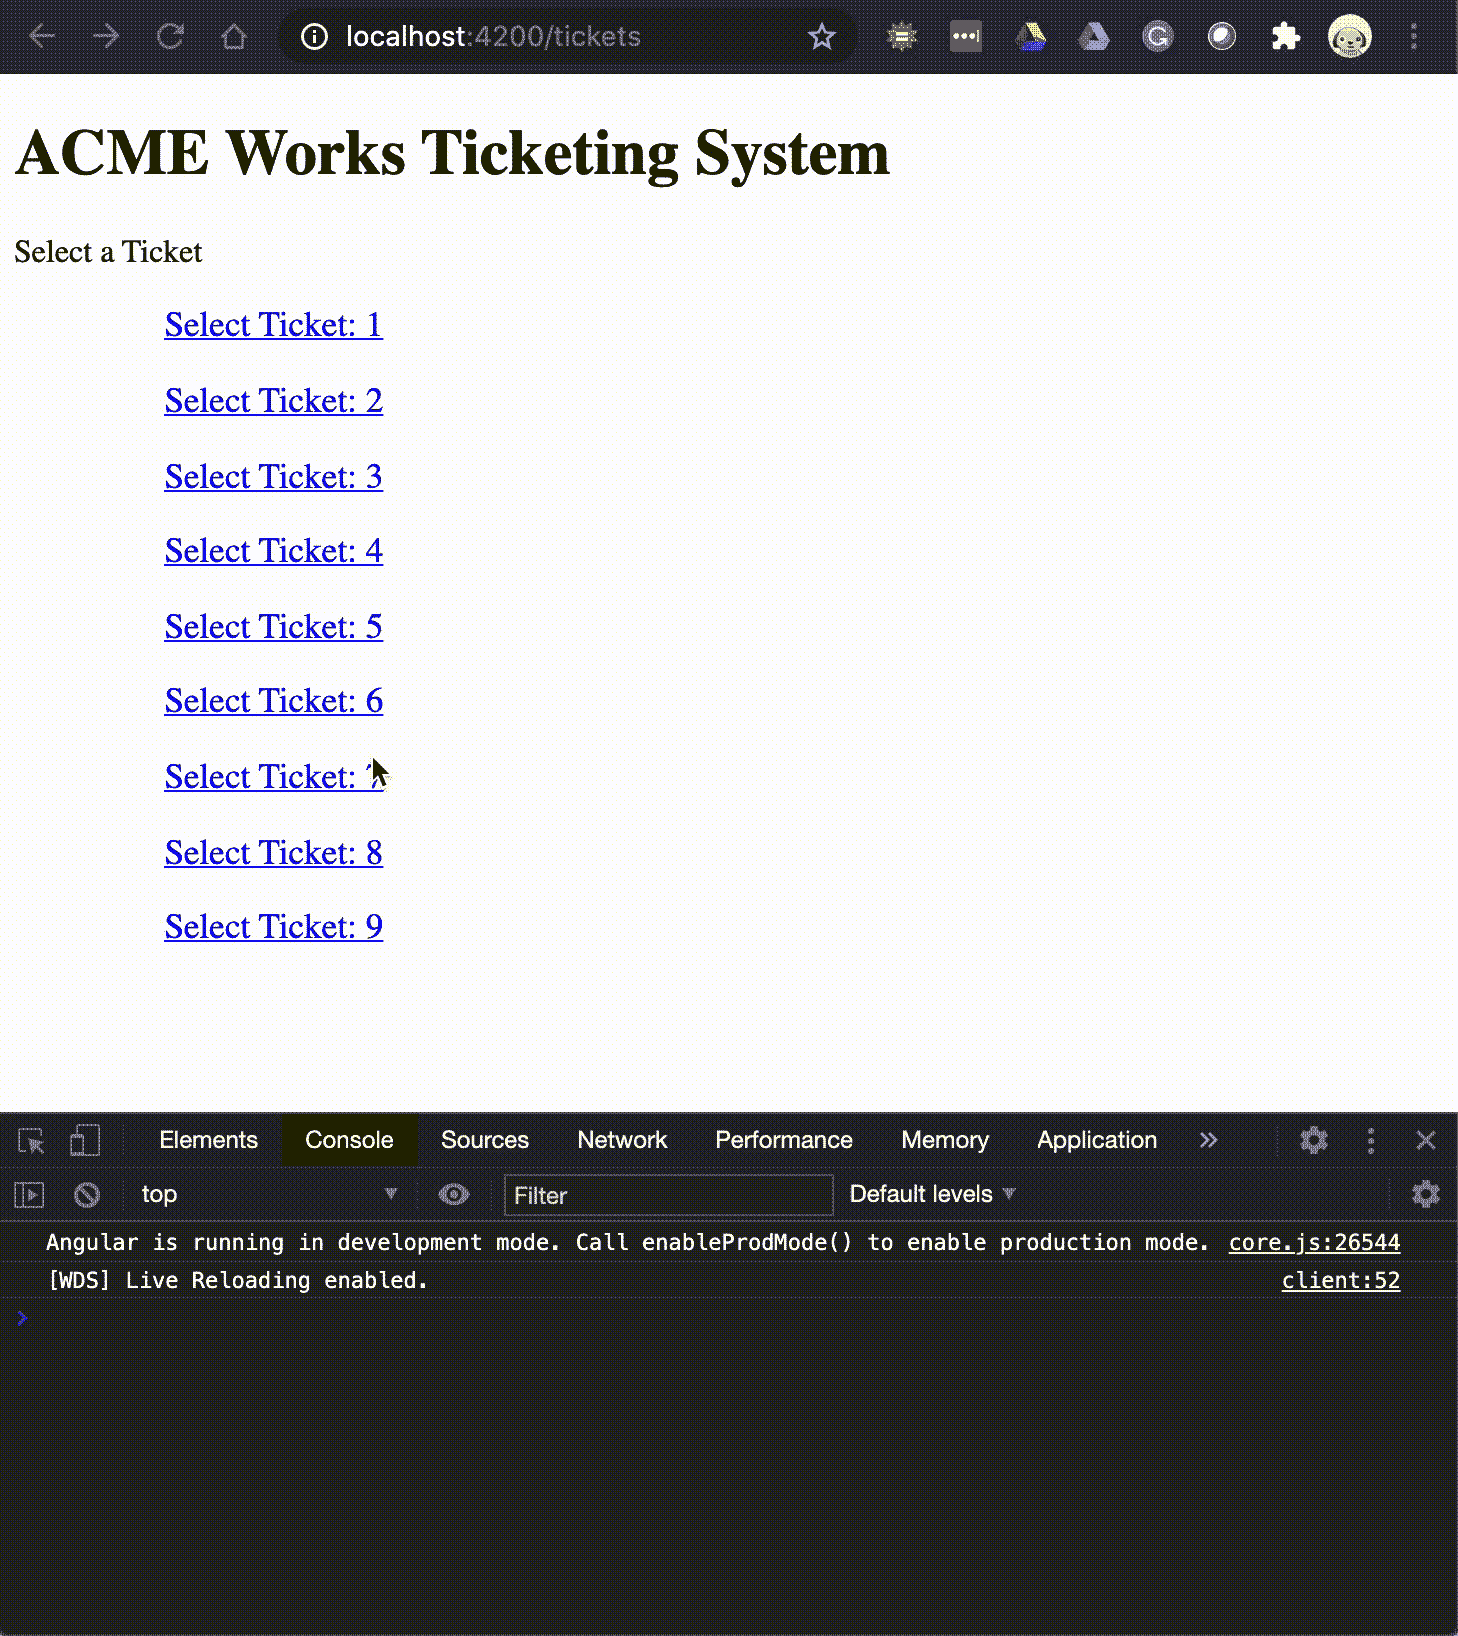 localhost:4200/tickets
ACME Works Ticketing System
Select a Ticket
Select Ticket: 1
Select Ticket: 2
Select Ticket: 3
Select Ticket: 4
Select Ticket: 5
Select Ticket: 6
Select Ticket:
Select Ticket: 8
Select Ticket: 9
Elements Console Sources Network Performance Memory Application »
top Filter Default levels
Angular is running in development mode. Call enableProdMode() to enable production mode. core.js:26544
[WDS] Live Reloading enabled. client:52
>